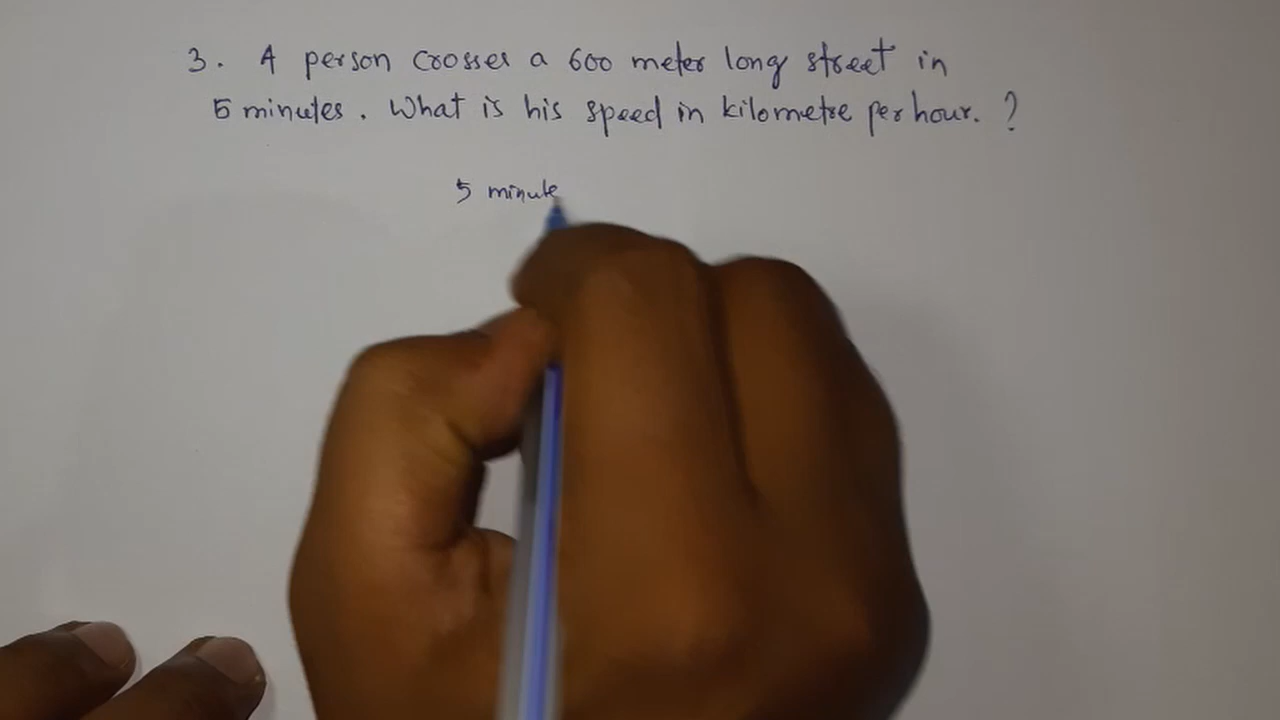 3. A person crosses a 600 meter long street in
5 minutes. What is his speed in kilometre per hour. ?
5 minute